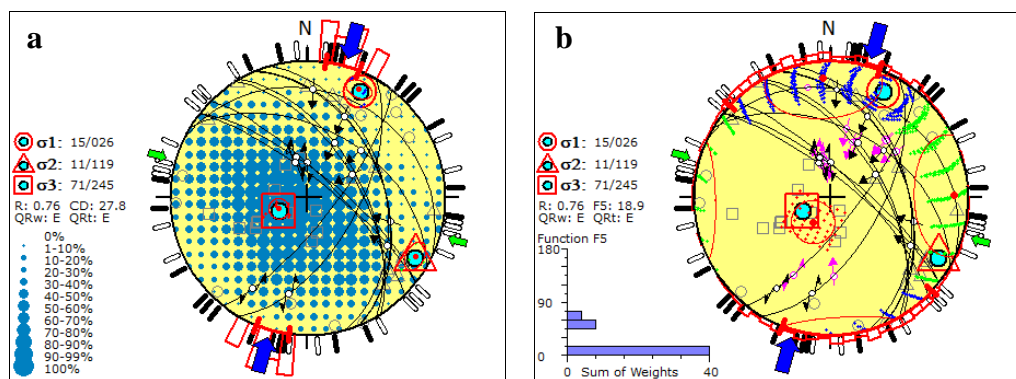 a
N
σ1: 15/026
σ2: 11/119
σ3: 71/245
R: 0.76 CD: 27.8
QRw: E QRt: E
0%
1-10%
10-20%
20-30%
30-40%
40-50%
50-60%
60-70%
70-80%
80-90%
90-99%
100%
b
N
σ1: 15/026
σ2: 11/119
σ3: 71/245
R: 0.76 F5: 18.9
QRw: E QRt: E
Function F5
180
90
0
0 Sum of Weights 40